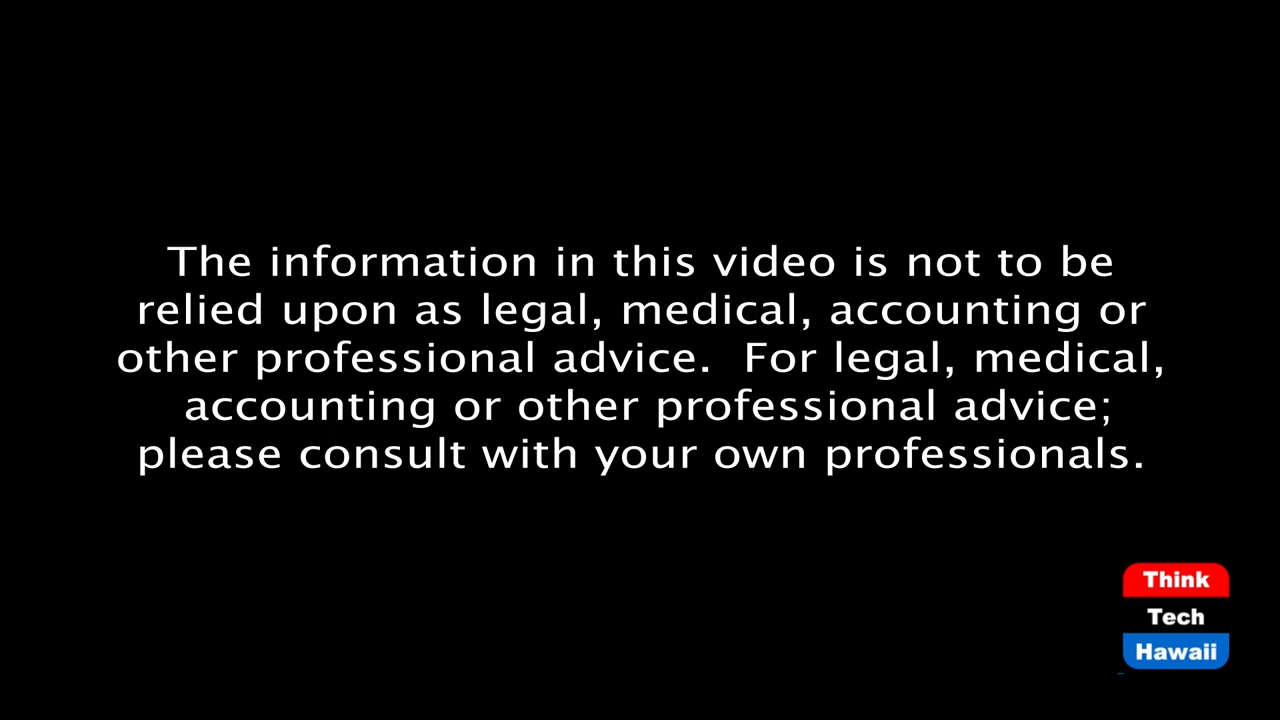 The information in this video is not to be
relied upon as legal, medical, accounting or
other professional advice.  For legal, medical,
accounting or other professional advice;
please consult with your own professionals.
Think
Tech
Hawaii